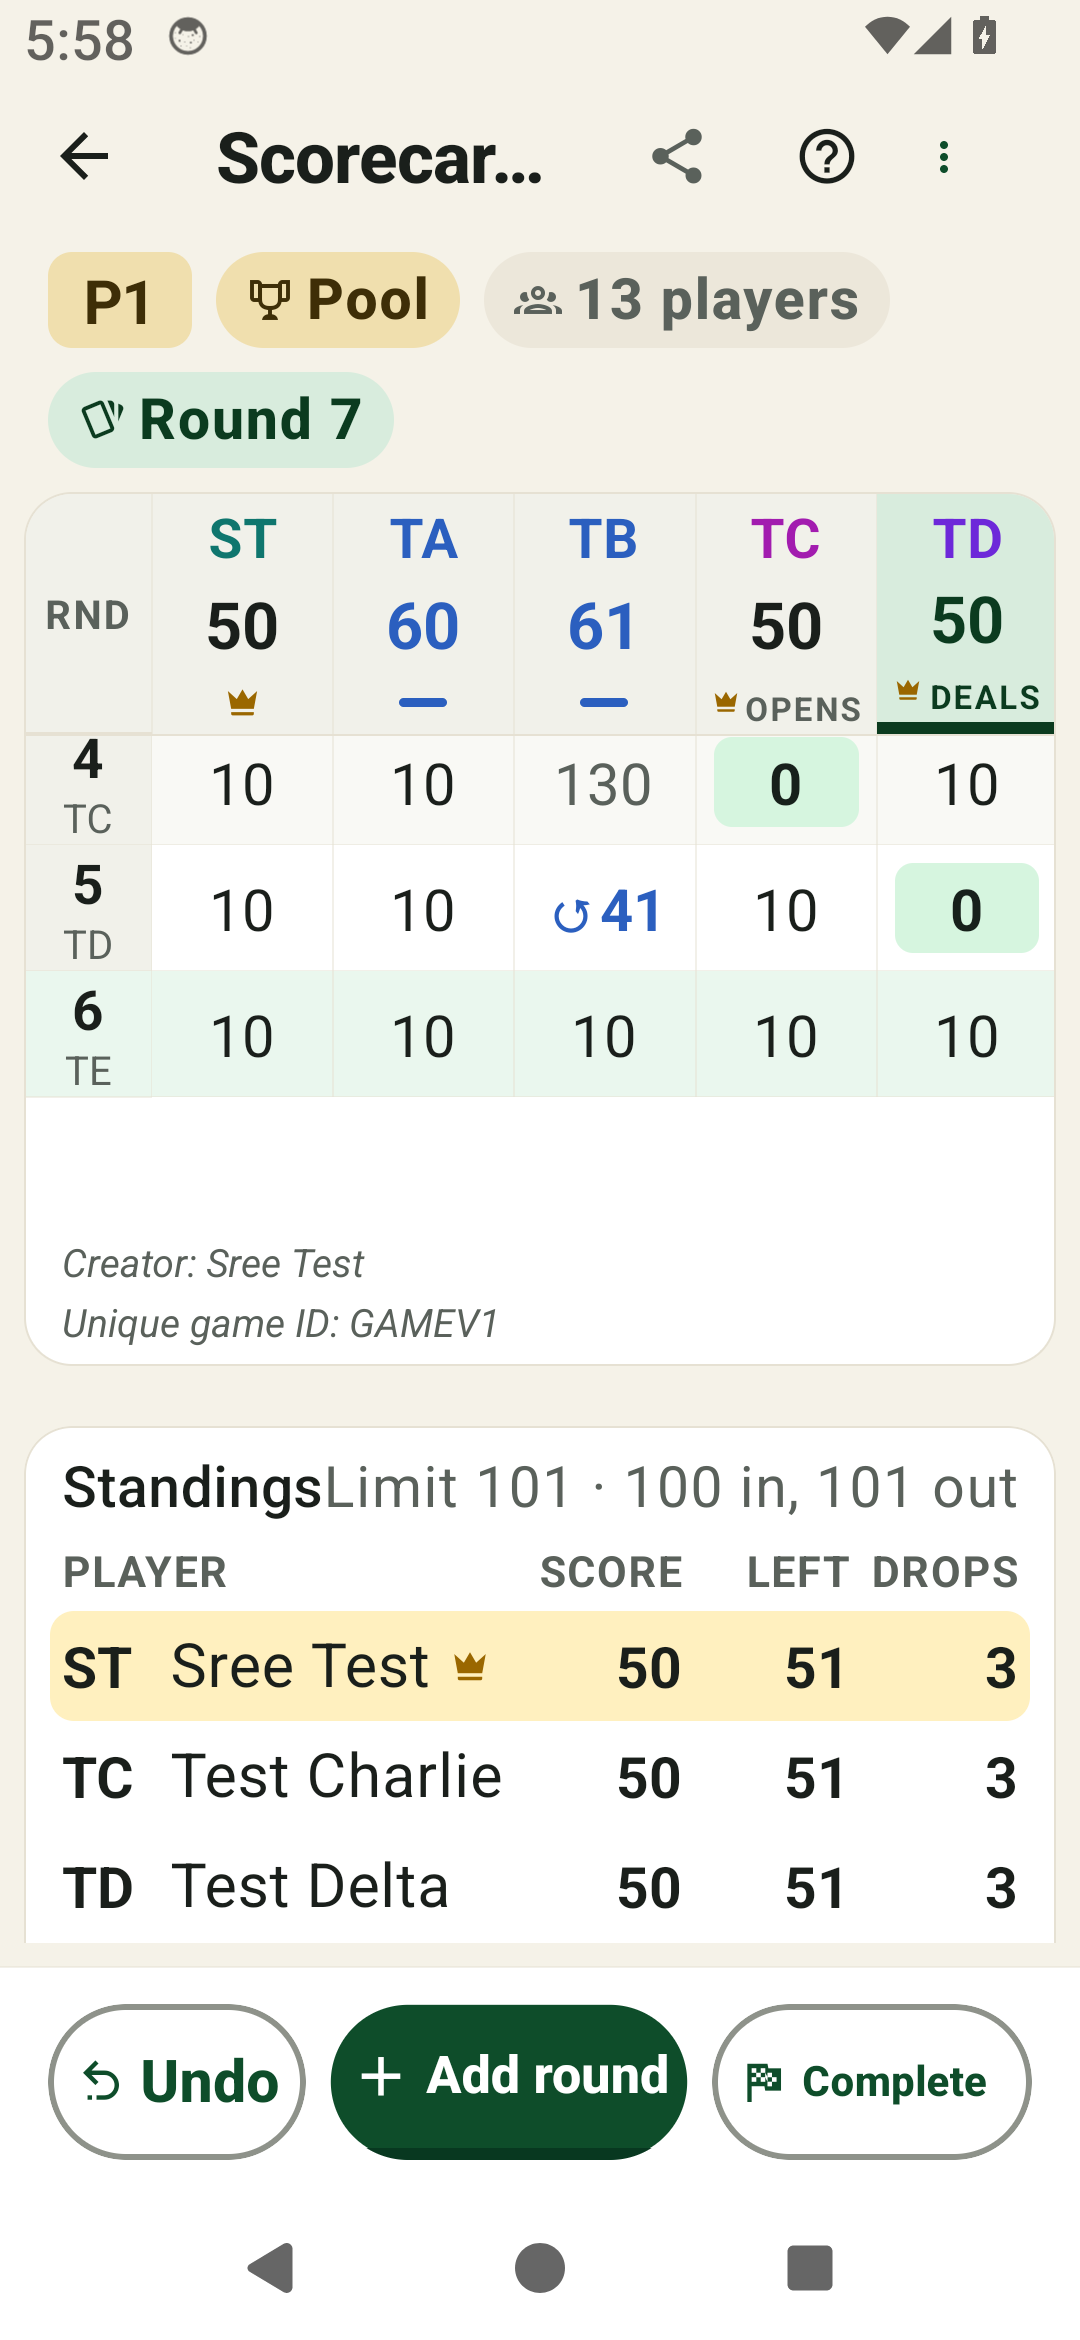 5:58
Scorecar...
P1 Pool 13 players
Round 7
RND ST TA TB TC TD
50 60 61 50 50
OPENS DEALS
4 10 10 130 0 10
TC
5 10 10 41 10 0
TD
6 10 10 10 10 10
TE
Creator: Sree Test
Unique game ID: GAMEV1
Standings Limit 101 · 100 in, 101 out
PLAYER SCORE LEFT DROPS
ST Sree Test 50 51 3
TC Test Charlie 50 51 3
TD Test Delta 50 51 3
Undo Add round Complete